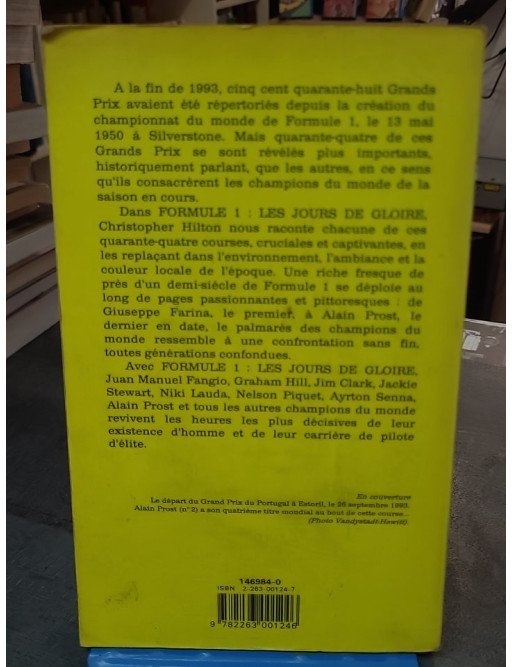 A la fin de 1993, cinq cent quarante-huit Grands
Prix avaient été répertoriés depuis la création du
championnat du monde de Formule 1, le 13 mai
1950 à Silverstone. Mais quarante-quatre de ces
Grands Prix se sont révélés plus importants,
historiquement parlant, que les autres, en ce sens
qu'ils consacrèrent les champions du monde de la
saison en cours.
Dans FORMULE 1 : LES JOURS DE GLOIRE,
Christopher Hilton nous raconte chacune de ces
quarante-quatre courses, cruciales et captivantes, en
les replaçant dans l'environnement, l'ambiance et la
couleur locale de l'époque. Une riche fresque de
près d'un demi-siècle de Formule 1 se déploie au
long de pages passionnantes et pittoresques : de
Giuseppe Farina, le premier, à Alain Prost, le
dernier en date, le palmarès des champions du
monde ressemble à une confrontation sans fin,
toutes générations confondues.
Avec FORMULE 1 : LES JOURS DE GLOIRE,
Juan Manuel Fangio, Graham Hill, Jim Clark, Jackie
Stewart, Niki Lauda, Nelson Piquet, Ayrton Senna,
Alain Prost et tous les autres champions du monde
revivent les heures les plus décisives de leur
existence d'homme et de leur carrière de pilote
d'élite.
En couverture
Le départ du Grand Prix du Portugal à Estoril, le 26 septembre 1993.
Alain Prost (n° 2) a son quatrième titre mondial au bout de cette course...
(Photo Vandystadt-Hewitt)
146984-0
ISBN 2-263-00124-7
9 782263 001246